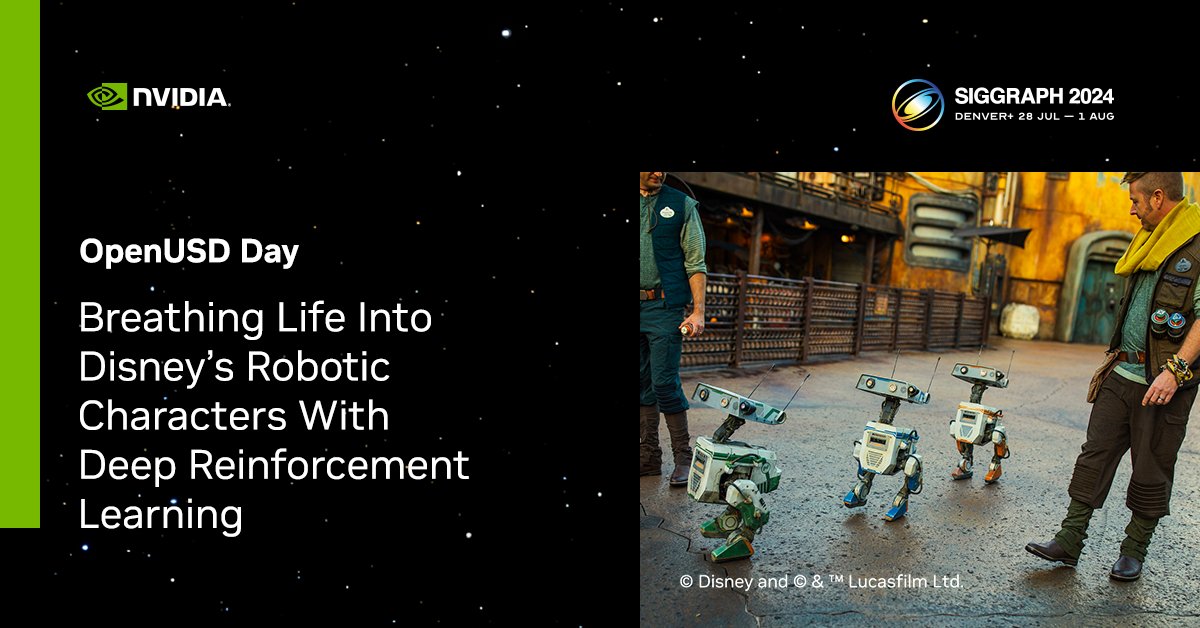 NVIDIA.
SIGGRAPH 2024
DENVER+ 28 JUL — 1 AUG
OpenUSD Day
Breathing Life Into
Disney’s Robotic
Characters With
Deep Reinforcement
Learning
© Disney and © & ™ Lucasfilm Ltd.